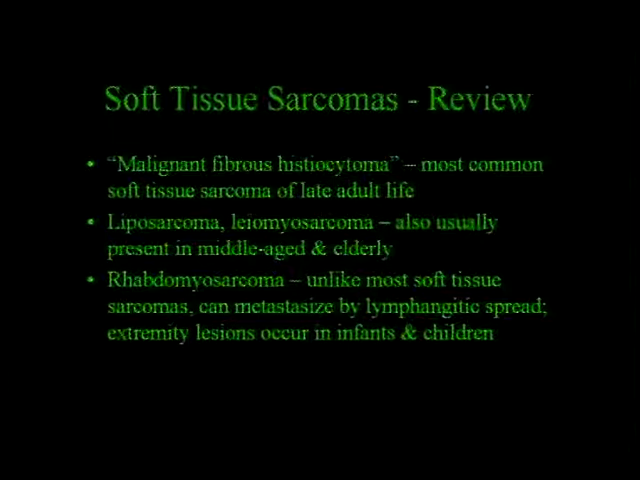 Soft Tissue Sarcomas - Review
• “Malignant fibrous histiocytoma” – most common
soft tissue sarcoma of late adult life
• Liposarcoma, leiomyosarcoma – also usually
present in middle-aged & elderly
• Rhabdomyosarcoma – unlike most soft tissue
sarcomas, can metastasize by lymphangitic spread;
extremity lesions occur in infants & children